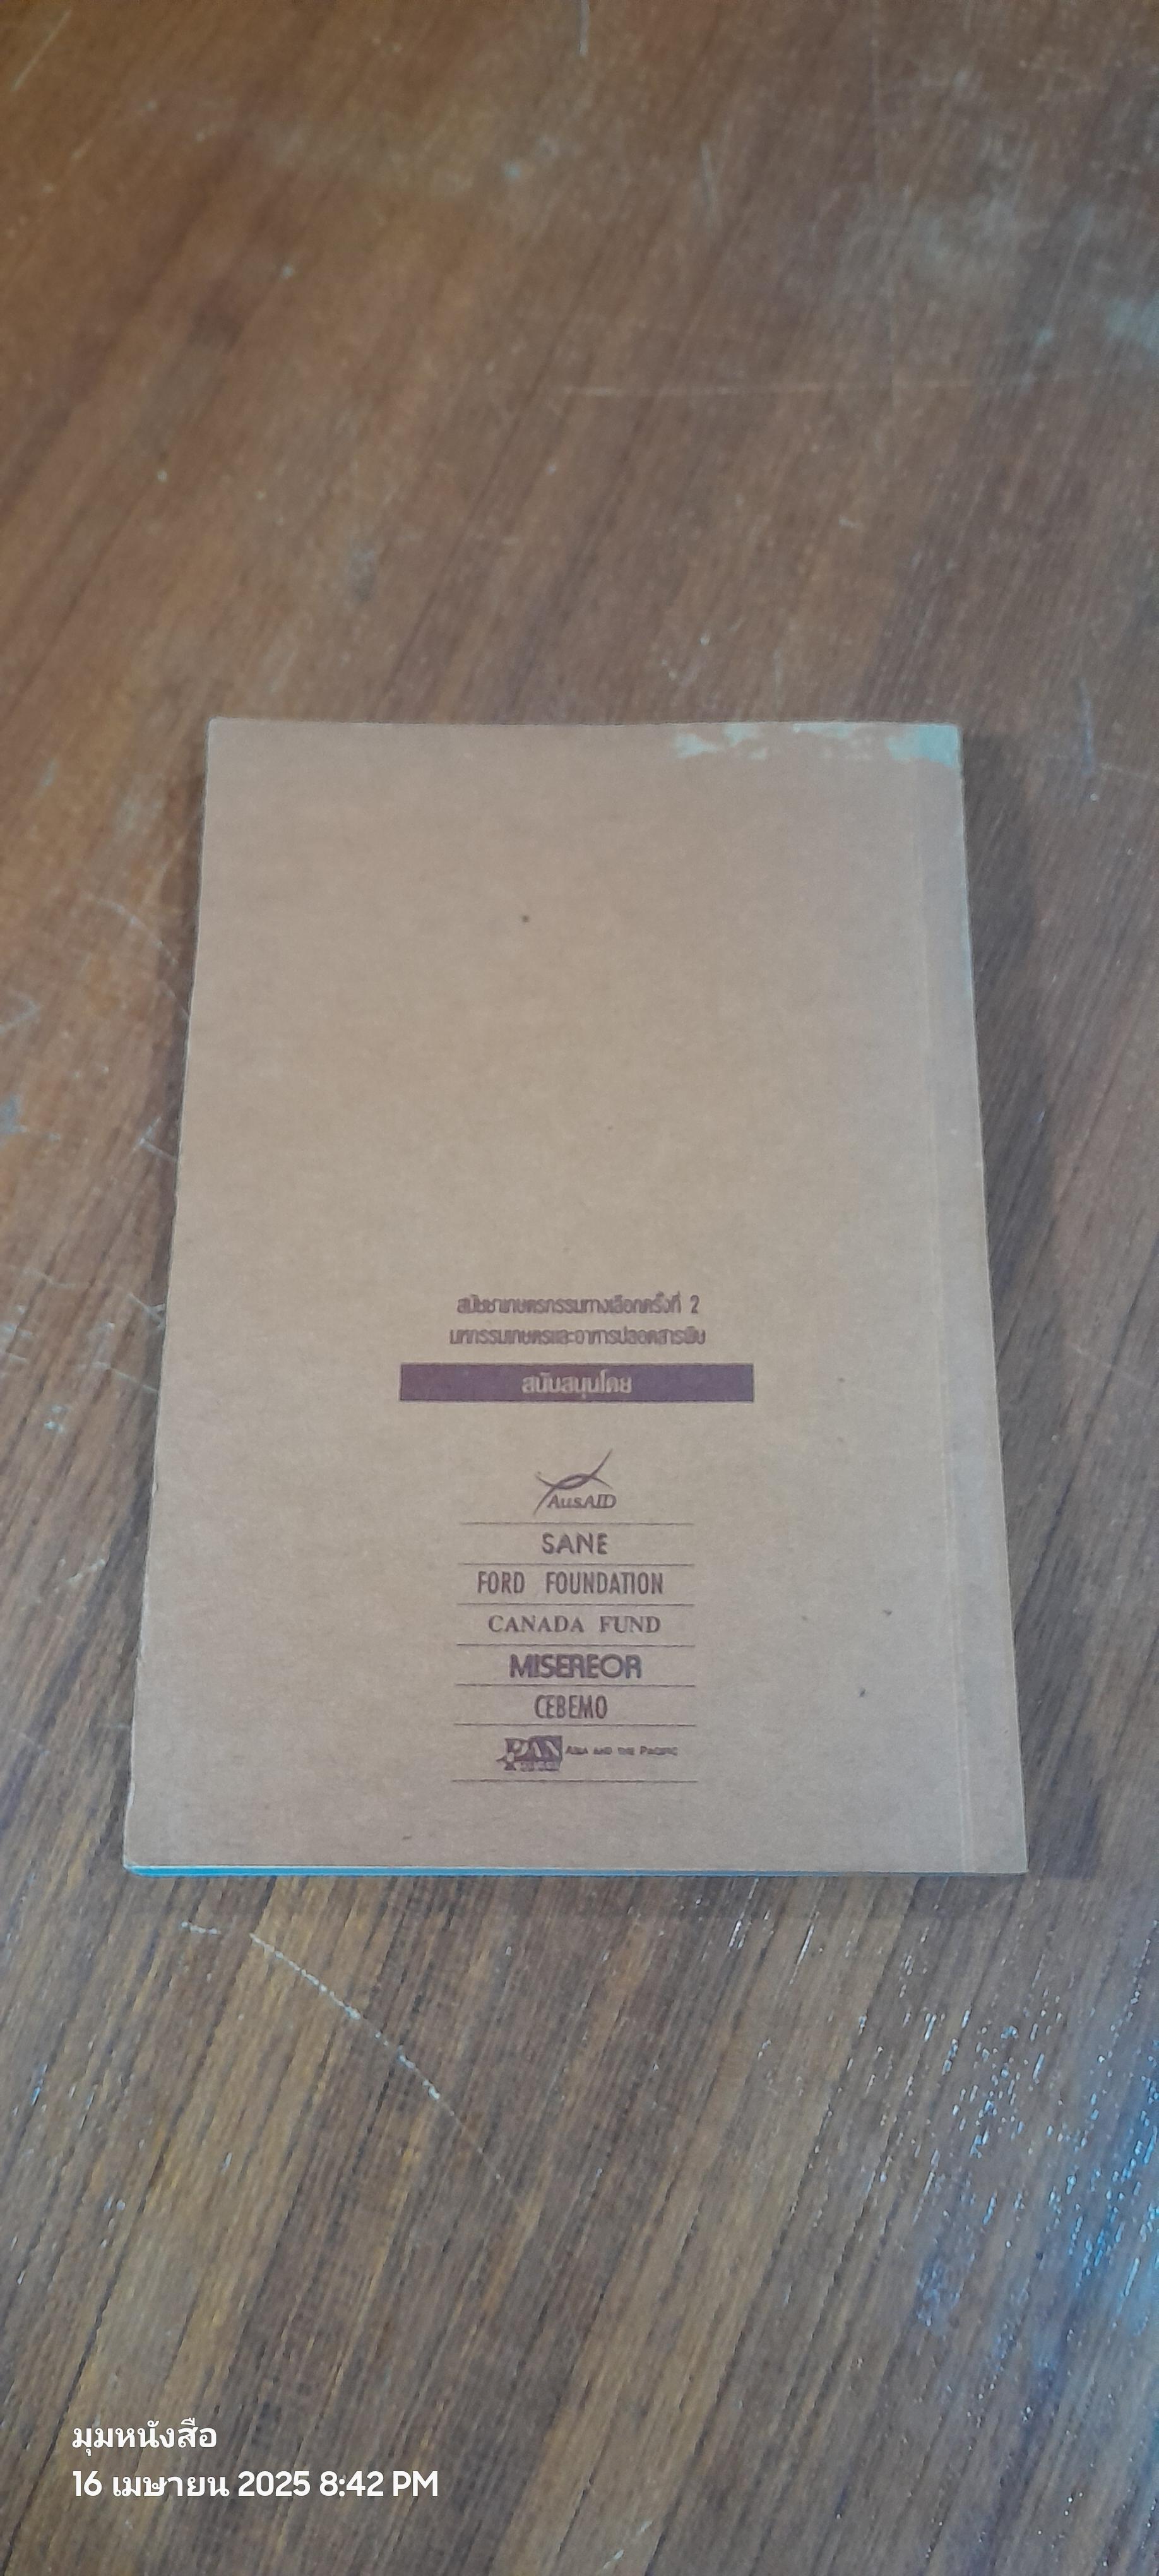 สมัชชาเกษตรกรรมทางเลือกครั้งที่ 2
มหกรรมเกษตรและอาหารปลอดสารพิษ
สนับสนุนโดย
AusAID
SANE
FORD FOUNDATION
CANADA FUND
MISEREOR
CEBEMO
PAN ASIA AND THE PACIFIC
มุมหนังสือ
16 เมษายน 2025 8:42 PM